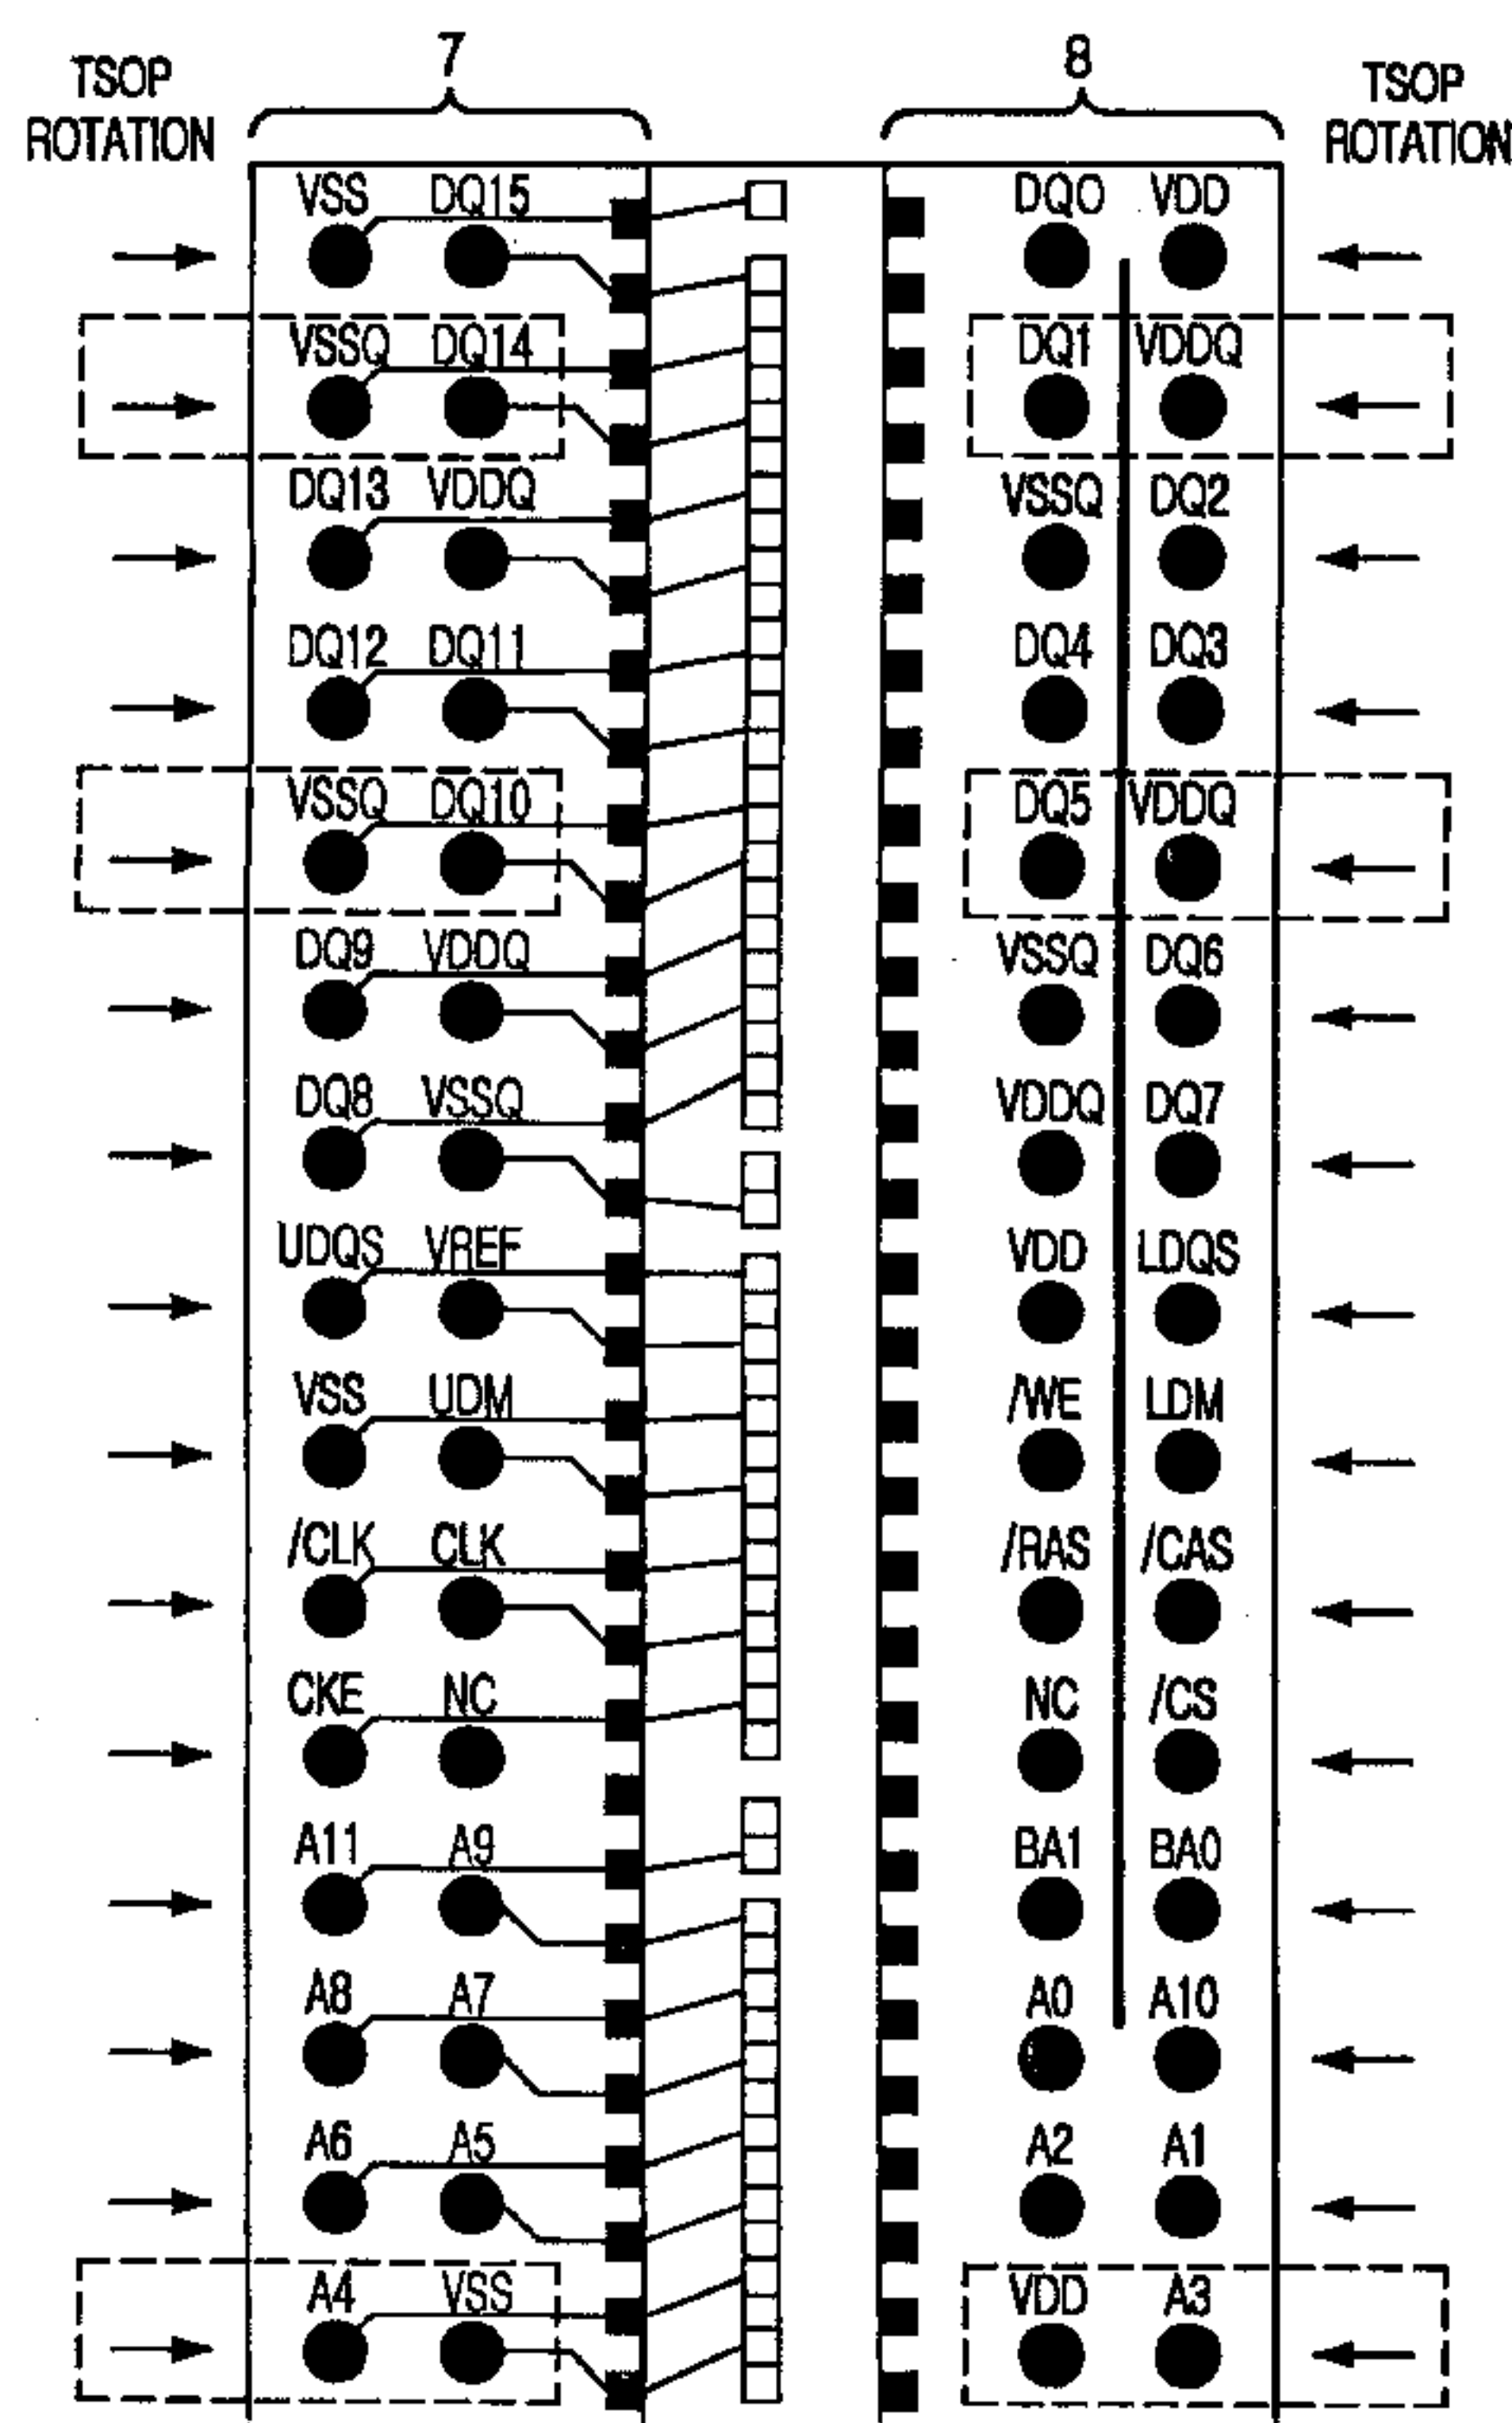 7 8
TSOP ROTATION TSOP ROTATION
VSS DQ15 DQ0 VDD
VSSQ DQ14 DQ1 VDDQ
DQ13 VDDQ VSSQ DQ2
DQ12 DQ11 DQ4 DQ3
VSSQ DQ10 DQ5 VDDQ
DQ9 VDDQ VSSQ DQ6
DQ8 VSSQ VDDQ DQ7
UDQS VREF VDD LDQS
VSS UDM /WE LDM
/CLK CLK /RAS /CAS
CKE NC NC /CS
A11 A9 BA1 BA0
A8 A7 A0 A10
A6 A5 A2 A1
A4 VSS VDD A3